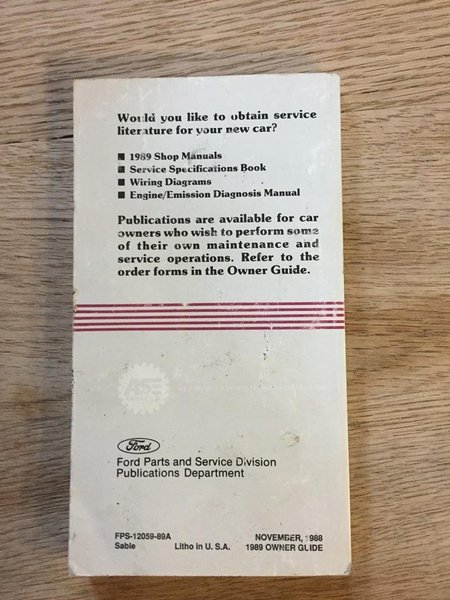 Would you like to obtain service
literature for your new car?
■ 1989 Shop Manuals
■ Service Specifications Book
■ Wiring Diagrams
■ Engine/Emission Diagnosis Manual
Publications are available for car
owners who wish to perform some
of their own maintenance and
service operations. Refer to the
order forms in the Owner Guide.
ASE
Ford
Ford Parts and Service Division
Publications Department
FPS-12059-89A
Sable
Litho in U. S. A.
NOVEMBER, 1988
1989 OWNER GUIDE